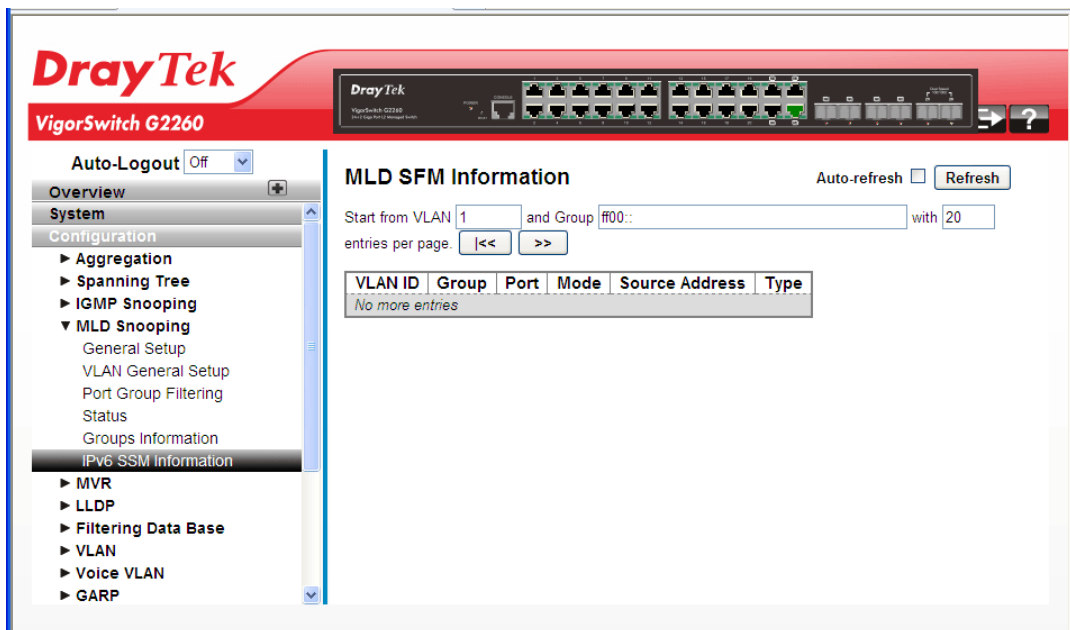 DrayTek
VigorSwitch G2260
DrayTek
VigorSwitch G2260
POWER
CONSOLE
?
Auto-Logout Off
Overview
System
Configuration
▶ Aggregation
▶ Spanning Tree
▶ IGMP Snooping
▼ MLD Snooping
General Setup
VLAN General Setup
Port Group Filtering
Status
Groups Information
IPv6 SSM Information
▶ MVR
▶ LLDP
▶ Filtering Data Base
▶ VLAN
▶ Voice VLAN
▶ GARP
MLD SFM Information
Auto-refresh Refresh
Start from VLAN 1 and Group ff00:: with 20
entries per page. |<< >>
VLAN ID Group Port Mode Source Address Type
No more entries